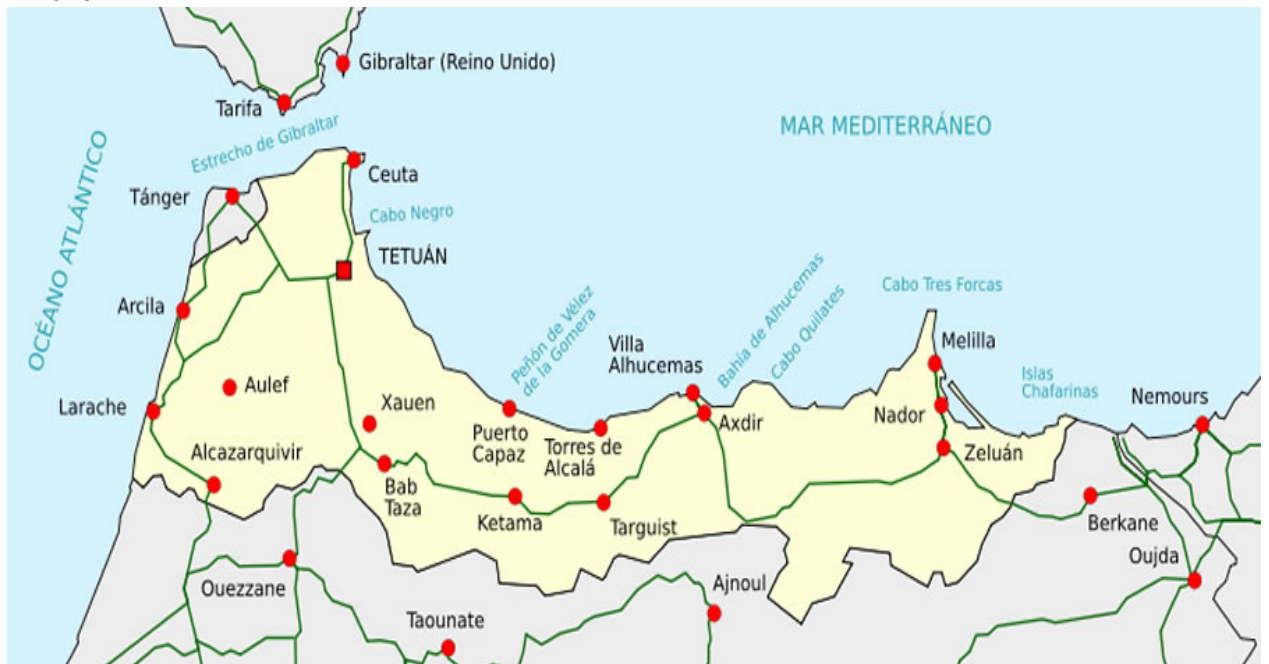 Gibraltar (Reino Unido)
Tarifa
Estrecho de Gibraltar
MAR MEDITERRÁNEO
OCÉANO ATLÁNTICO
Ceuta
Tánger
Cabo Negro
TETUÁN
Arcila
Peñón de Vélez
de la Gomera
Villa
Alhucemas
Bahía de Alhucemas
Cabo Quilates
Cabo Tres Forcas
Melilla
Islas
Chafarinas
Nemours
Aulef
Larache
Xauen
Puerto
Capaz
Torres de
Alcalá
Axdir
Nador
Zeluán
Alcazarquivir
Bab
Taza
Ketama
Targuist
Berkane
Oujda
Ouezzane
Ajnoul
Taounate